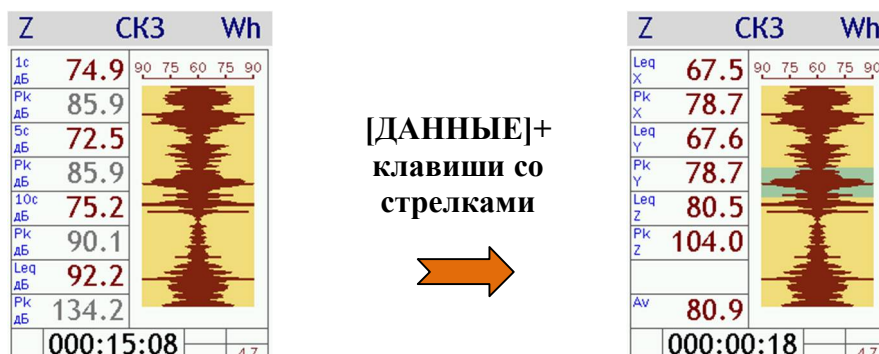 Z СКЗ Wh
1с дБ 74.9
90 75 60 75 90
Pk дБ 85.9
5с дБ 72.5
Pk дБ 85.9
10с дБ 75.2
Pk дБ 90.1
Leq дБ 92.2
Pk дБ 134.2
000:15:08
4.7
[ДАННЫЕ]+
клавиши со
стрелками
Z СКЗ Wh
Leq X 67.5
90 75 60 75 90
Pk X 78.7
Leq Y 67.6
Pk Y 78.7
Leq Z 80.5
Pk Z 104.0
Av 80.9
000:00:18
4.7